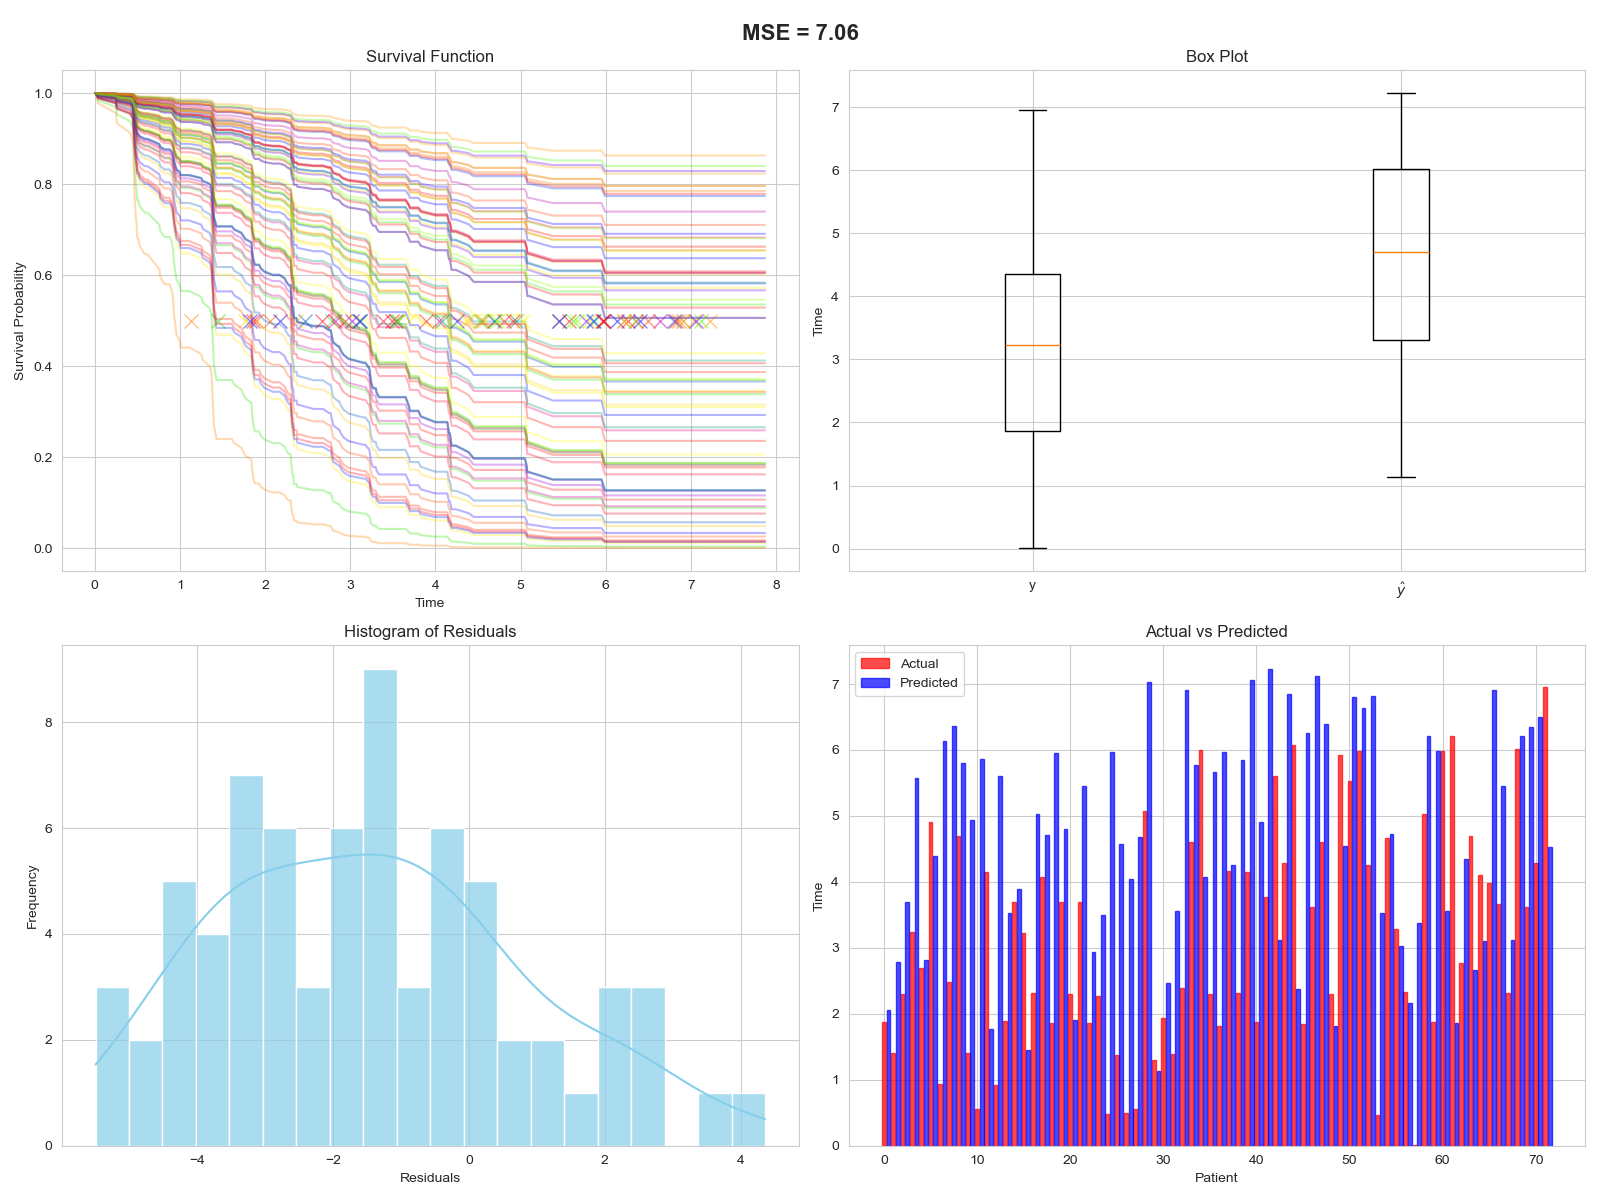 MSE = 7.06
Survival Function
Survival Probability
1.0
0.8
0.6
0.4
0.2
0.0
0 1 2 3 4 5 6 7 8
Time
Box Plot
Time
7
6
5
4
3
2
1
0
y ŷ
Histogram of Residuals
Frequency
8
6
4
2
0
−4 −2 0 2 4
Residuals
Actual vs Predicted
Actual
Predicted
Time
7
6
5
4
3
2
1
0
0 10 20 30 40 50 60 70
Patient